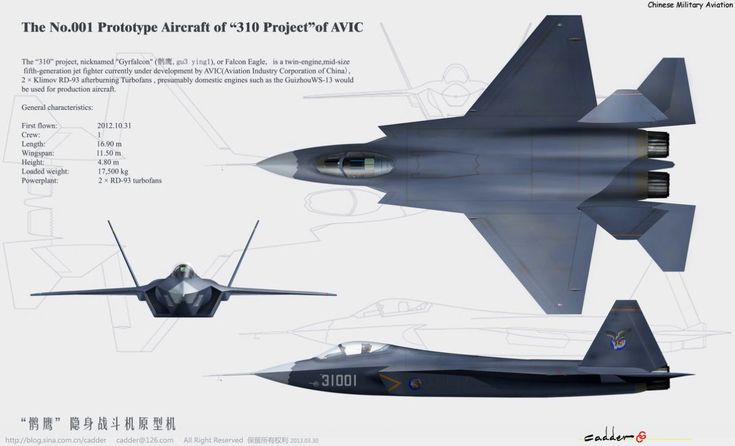 Chinese Military Aviation
The No.001 Prototype Aircraft of “310 Project”of AVIC
The “310” project, nicknamed "Gyrfalcon" (鹘鹰, gu3 ying1), or Falcon Eagle, is a twin-engine,mid-size
fifth-generation jet fighter currently under development by AVIC(Aviation Industry Corporation of China),
2 × Klimov RD-93 afterburning Turbofans , presumably domestic engines such as the GuizhouWS-13 would
be used for production aircraft.
General characteristics:
First flown: 2012.10.31
Crew: 1
Length: 16.90 m
Wingspan: 11.50 m
Height: 4.80 m
Loaded weight: 17,500 kg
Powerplant: 2 × RD-93 turbofans
31001
“鹘鹰” 隐身战斗机原型机
http://blog.sina.com.cn/cadder cadder@126.com All Right Reserved 保留所有权利 2013.03.30
cadder